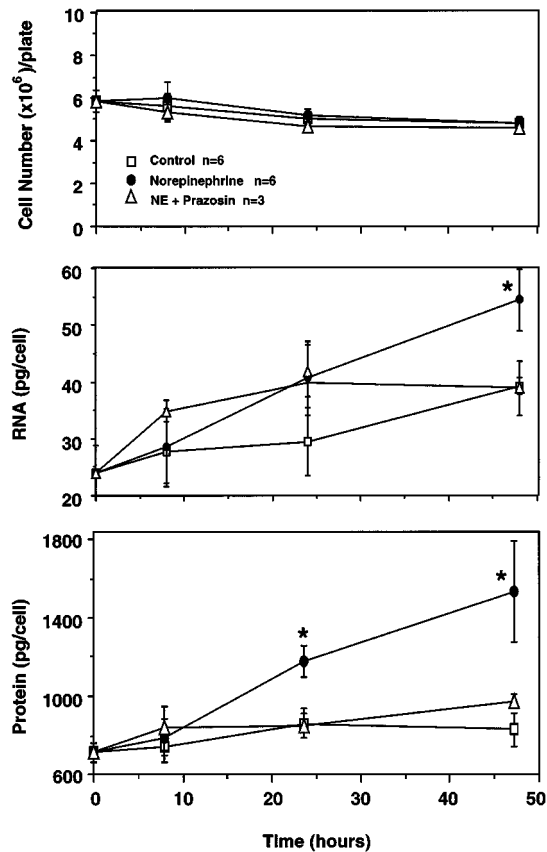 Cell Number (x10⁶)/plate
10
8
6
4
2
0
Control n=6
Norepinephrine n=6
NE + Prazosin n=3
RNA (pg/cell)
60
50
40
30
20
*
Protein (pg/cell)
1800
1400
1000
600
*
*
0 10 20 30 40 50
Time (hours)